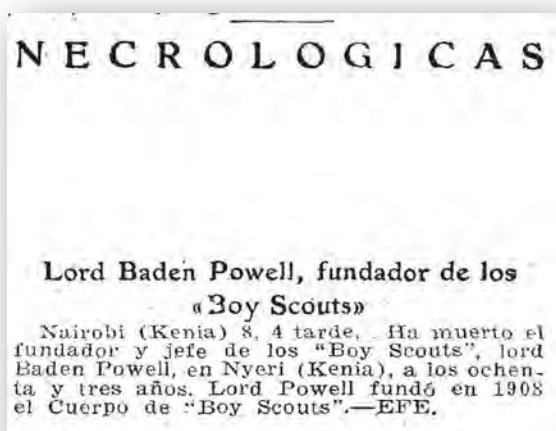 NECROLOGICAS
Lord Baden Powell, fundador de los
«Boy Scouts»
Nairobi (Kenia) 8, 4 tarde. Ha muerto el
fundador y jefe de los "Boy Scouts", lord
Baden Powell, en Nyeri (Kenia), a los ochen-
ta y tres años. Lord Powell fundó en 1908
el Cuerpo de "Boy Scouts".—EFE.